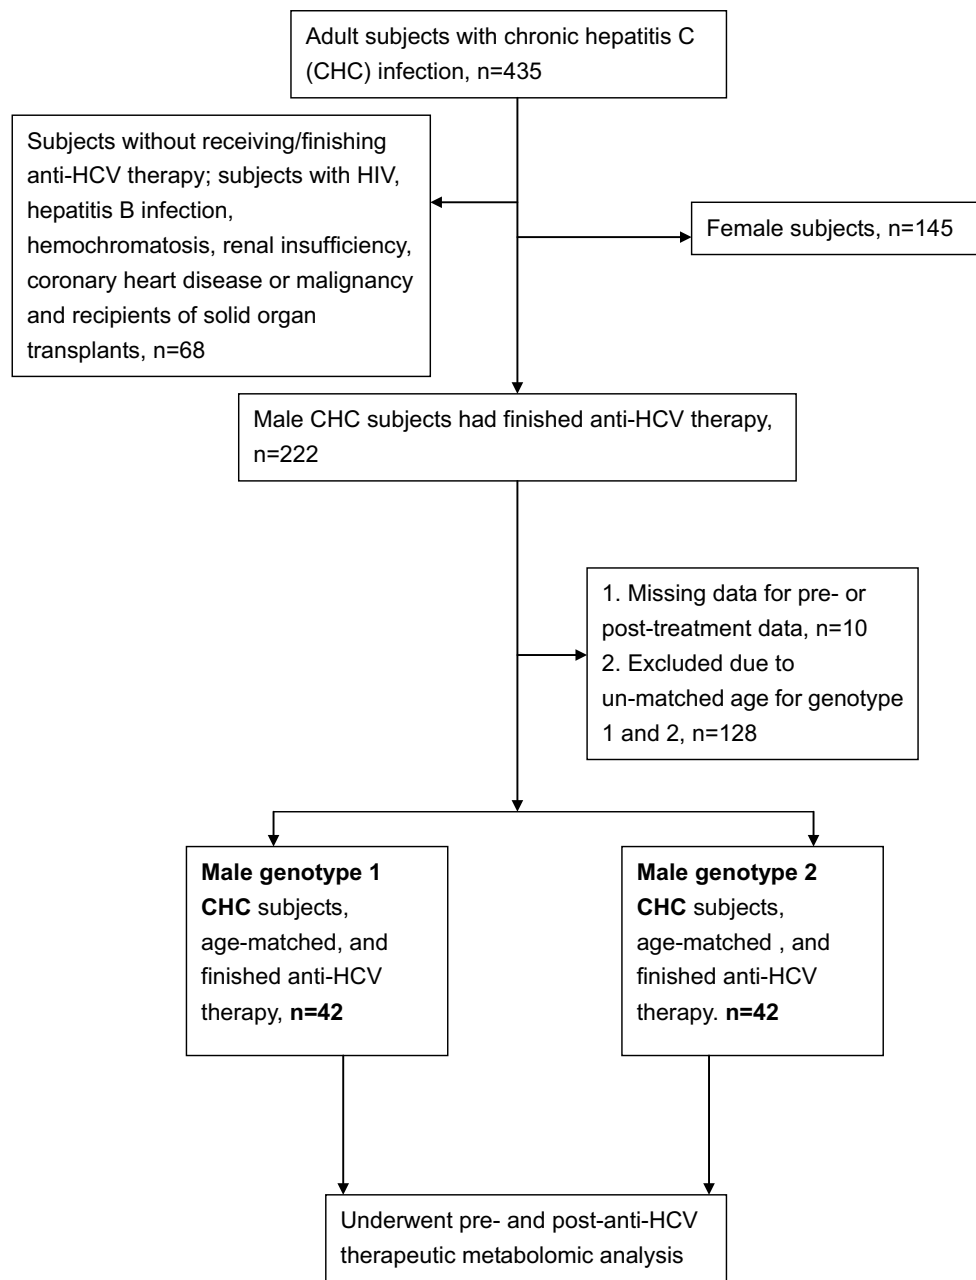 Adult subjects with chronic hepatitis C
(CHC) infection, n=435
Subjects without receiving/finishing
anti-HCV therapy; subjects with HIV,
hepatitis B infection,
hemochromatosis, renal insufficiency,
coronary heart disease or malignancy
and recipients of solid organ
transplants, n=68
Female subjects, n=145
Male CHC subjects had finished anti-HCV therapy,
n=222
1. Missing data for pre- or
post-treatment data, n=10
2. Excluded due to
un-matched age for genotype
1 and 2, n=128
Male genotype 1
CHC subjects,
age-matched, and
finished anti-HCV
therapy, n=42
Male genotype 2
CHC subjects,
age-matched , and
finished anti-HCV
therapy. n=42
Underwent pre- and post-anti-HCV
therapeutic metabolomic analysis